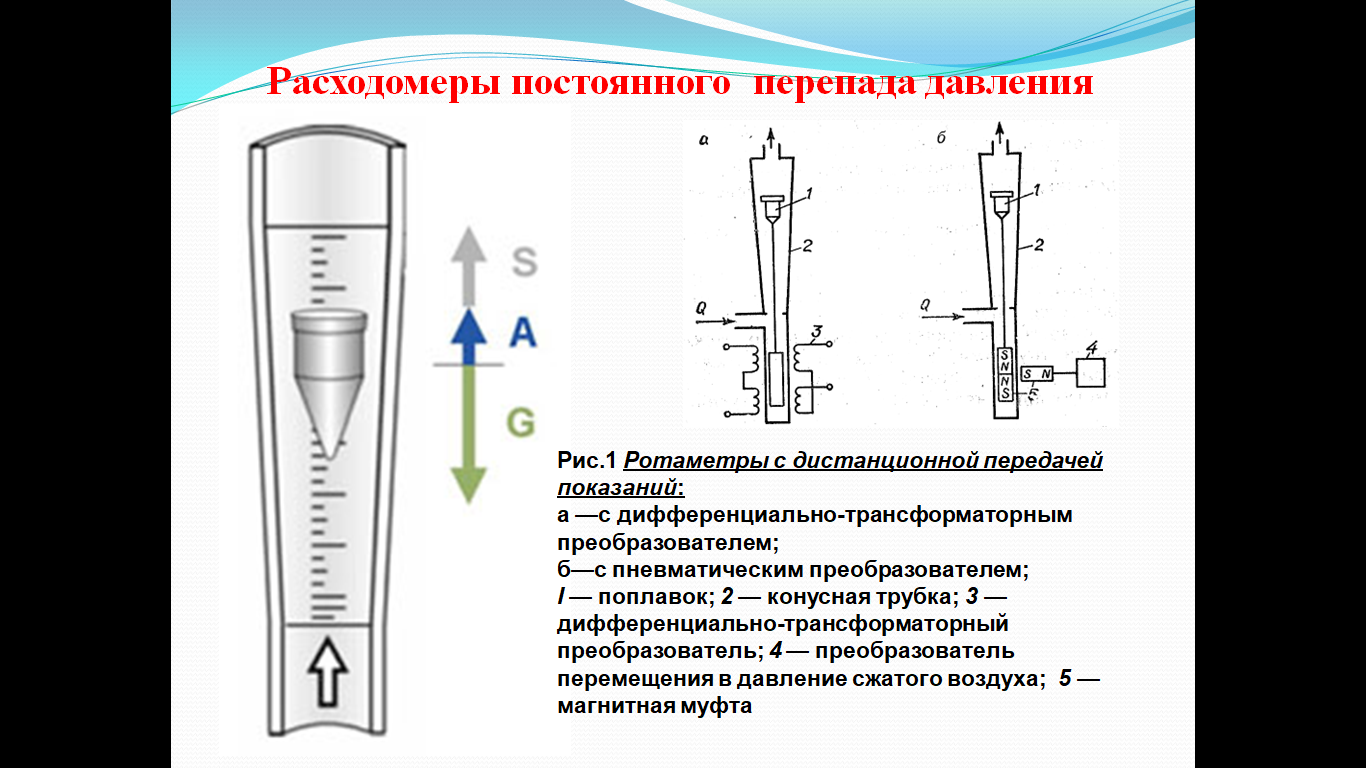 Расходомеры постоянного перепада давления
S
A
G
а
1
2
Q
3
б
1
2
Q
S
N
N
S
S N
4
5
Рис.1 Ротаметры с дистанционной передачей
показаний:
а —с дифференциально-трансформаторным
преобразователем;
б—с пневматическим преобразователем;
I — поплавок; 2 — конусная трубка; 3 —
дифференциально-трансформаторный
преобразователь; 4 — преобразователь
перемещения в давление сжатого воздуха; 5 —
магнитная муфта